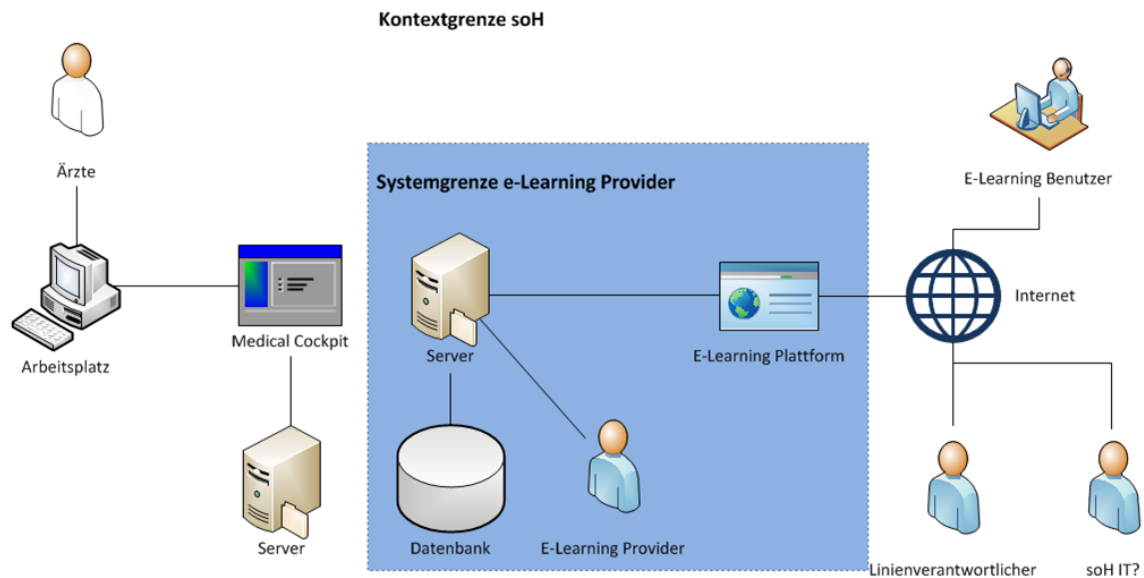 Kontextgrenze soH
Ärzte
E-Learning Benutzer
Systemgrenze e-Learning Provider
Arbeitsplatz
Medical Cockpit
Server
E-Learning Plattform
Internet
Server
Datenbank
E-Learning Provider
Linienverantwortlicher
soH IT?